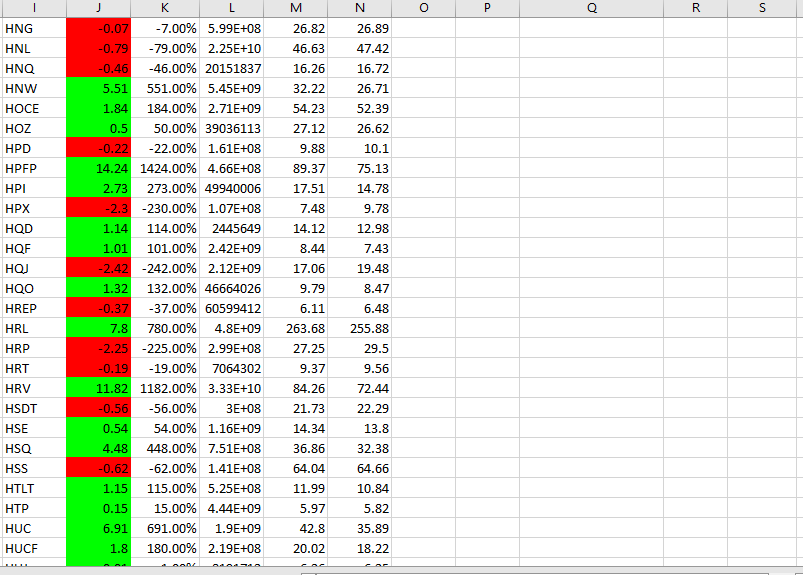 I J K L M N O P Q R S
HNG -0.07 -7.00% 5.99E+08 26.82 26.89
HNL -0.79 -79.00% 2.25E+10 46.63 47.42
HNQ -0.46 -46.00% 20151837 16.26 16.72
HNW 5.51 551.00% 5.45E+09 32.22 26.71
HOCE 1.84 184.00% 2.71E+09 54.23 52.39
HOZ 0.5 50.00% 39036113 27.12 26.62
HPD -0.22 -22.00% 1.61E+08 9.88 10.1
HPFP 14.24 1424.00% 4.66E+08 89.37 75.13
HPI 2.73 273.00% 49940006 17.51 14.78
HPX -2.3 -230.00% 1.07E+08 7.48 9.78
HQD 1.14 114.00% 2445649 14.12 12.98
HQF 1.01 101.00% 2.42E+09 8.44 7.43
HQJ -2.42 -242.00% 2.12E+09 17.06 19.48
HQO 1.32 132.00% 46664026 9.79 8.47
HREP -0.37 -37.00% 60599412 6.11 6.48
HRL 7.8 780.00% 4.8E+09 263.68 255.88
HRP -2.25 -225.00% 2.99E+08 27.25 29.5
HRT -0.19 -19.00% 7064302 9.37 9.56
HRV 11.82 1182.00% 3.33E+10 84.26 72.44
HSDT -0.56 -56.00% 3E+08 21.73 22.29
HSE 0.54 54.00% 1.16E+09 14.34 13.8
HSQ 4.48 448.00% 7.51E+08 36.86 32.38
HSS -0.62 -62.00% 1.41E+08 64.04 64.66
HTLT 1.15 115.00% 5.25E+08 11.99 10.84
HTP 0.15 15.00% 4.44E+09 5.97 5.82
HUC 6.91 691.00% 1.9E+09 42.8 35.89
HUCF 1.8 180.00% 2.19E+08 20.02 18.22